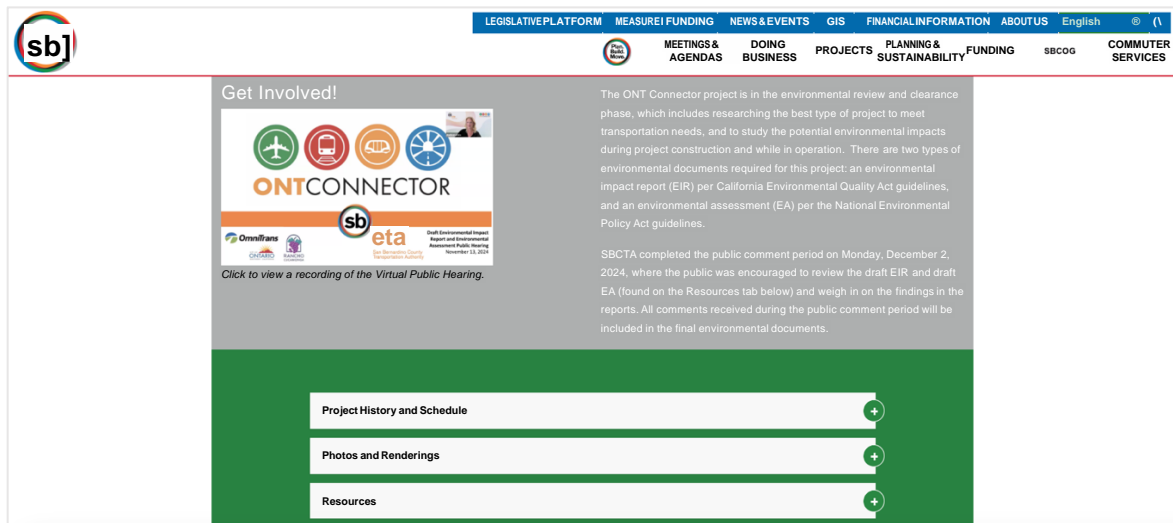 LEGISLATIVE PLATFORM MEASURE I FUNDING NEWS & EVENTS GIS FINANCIAL INFORMATION ABOUT US English ® (\
sb]
Plan. Build. Move.
MEETINGS & AGENDAS
DOING BUSINESS
PROJECTS
PLANNING & SUSTAINABILITY
FUNDING
SBCOG
COMMUTER SERVICES
Get Involved!
ONTCONNECTOR
sb
eta
San Bernardino County
Transportation Authority
OmniTrans
ONTARIO
RANCHO
CUCAMONGA
Draft Environmental Impact
Report and Environmental
Assessment Public Hearing
November 13, 2024
Click to view a recording of the Virtual Public Hearing.
The ONT Connector project is in the environmental review and clearance
phase, which includes researching the best type of project to meet
transportation needs, and to study the potential environmental impacts
during project construction and while in operation. There are two types of
environmental documents required for this project: an environmental
impact report (EIR) per California Environmental Quality Act guidelines,
and an environmental assessment (EA) per the National Environmental
Policy Act guidelines.
SBCTA completed the public comment period on Monday, December 2,
2024, where the public was encouraged to review the draft EIR and draft
EA (found on the Resources tab below) and weigh in on the findings in the
reports. All comments received during the public comment period will be
included in the final environmental documents.
Project History and Schedule
Photos and Renderings
Resources